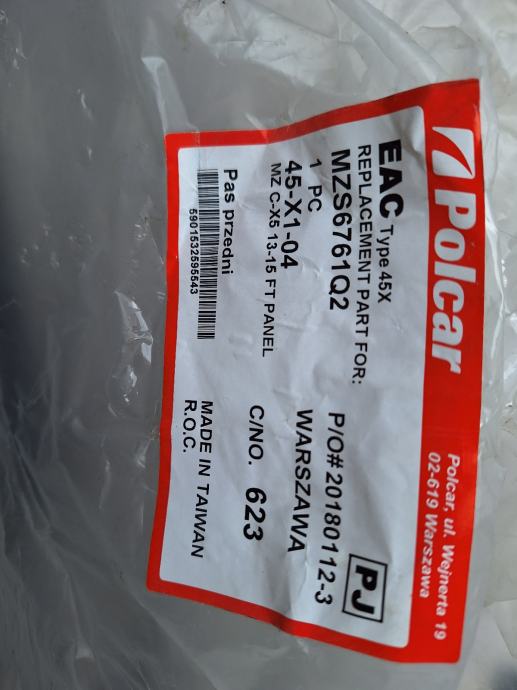 Polcar
Polcar, ul. Wejnerta 19
02-619 Warszawa
EAC Type 45X
REPLACEMENT PART FOR:
MZS6761Q2
1 PC
45-X1-04
MZ C-X5 13-15 FT PANEL
Pas przedni
5901532595543
PJ
P/O# 20180112-3
WARSZAWA
C/NO. 623
MADE IN TAIWAN
R.O.C.